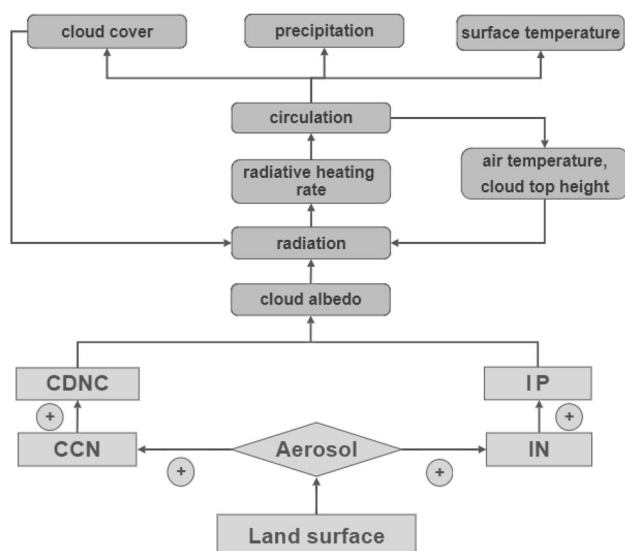 cloud cover
precipitation
surface temperature
circulation
radiative heating
rate
air temperature,
cloud top height
radiation
cloud albedo
CDNC
IP
+
+
CCN
Aerosol
IN
+
+
Land surface